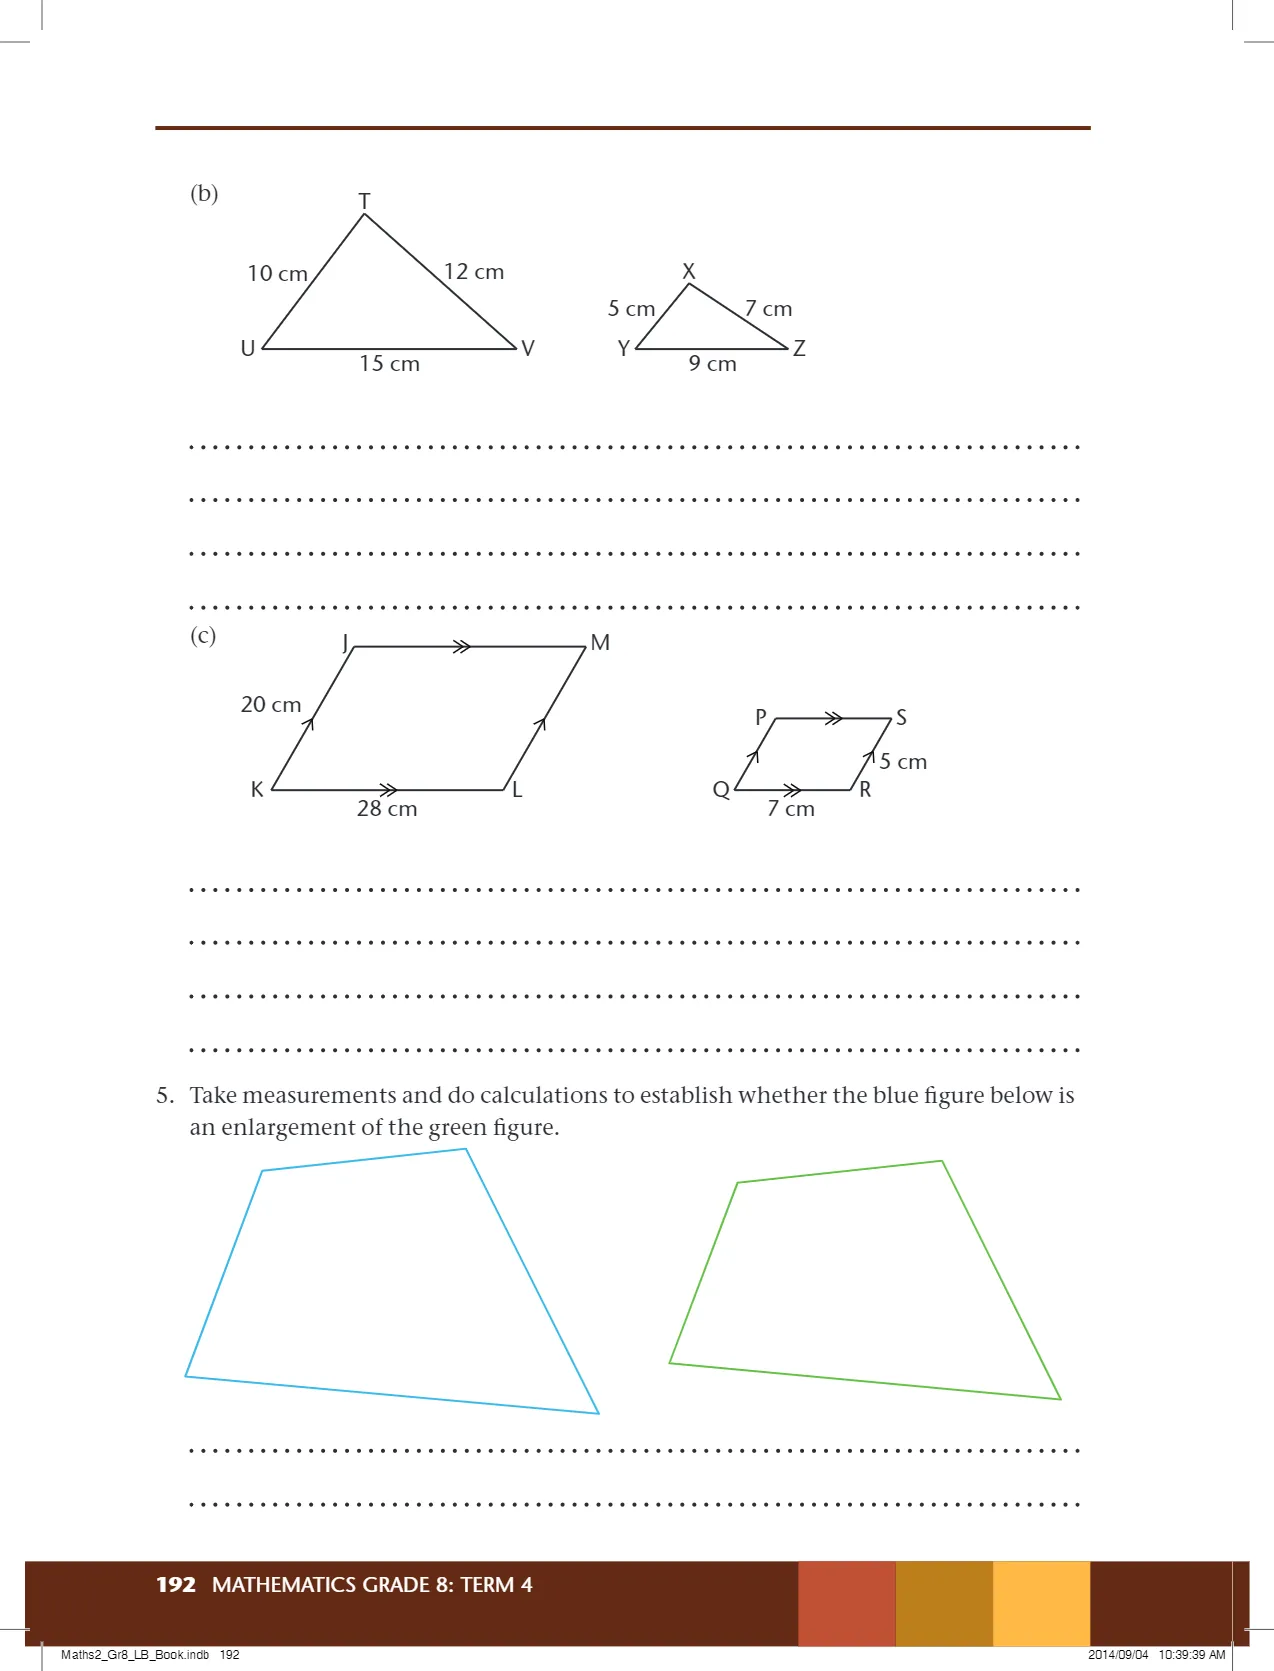 (b)
T
10 cm
12 cm
U
V
15 cm
X
5 cm
7 cm
Y
Z
9 cm
(c)
J
M
20 cm
K
L
28 cm
P
S
5 cm
Q
R
7 cm
5. Take measurements and do calculations to establish whether the blue figure below is
an enlargement of the green figure.
192 MATHEMATICS GRADE 8: TERM 4
Maths2_Gr8_LB_Book.indb 192
2014/09/04 10:39:39 AM